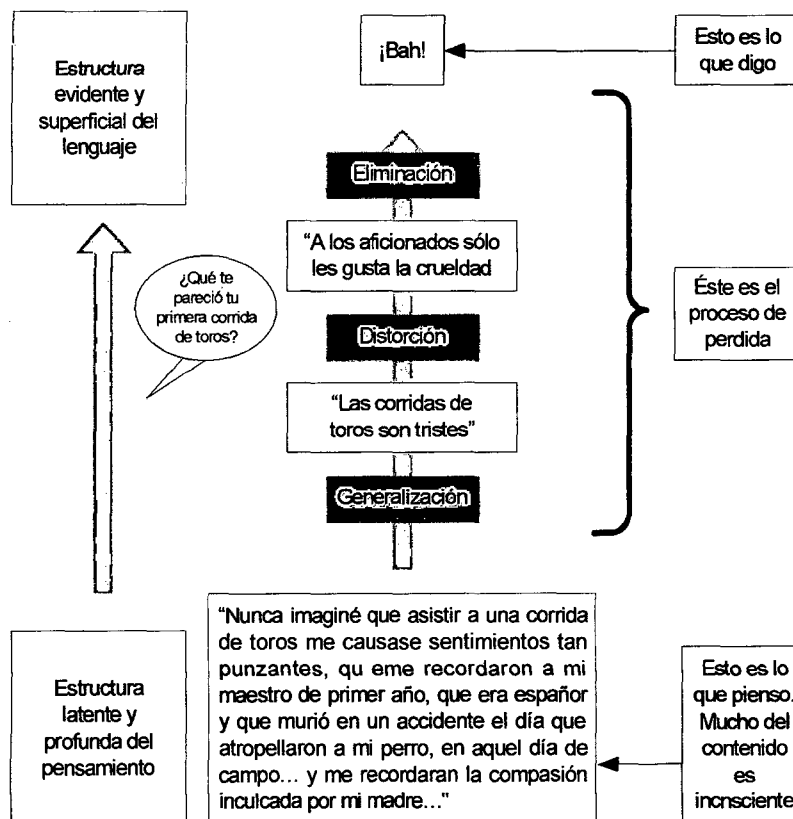 Estructura
evidente y
superficial del
lenguaje
¡Bah!
Esto es lo
que digo
Eliminación
“A los aficionados sólo
les gusta la crueldad
¿Qué te
pareció tu
primera corrida
de toros?
Distorción
Éste es el
proceso de
perdida
“Las corridas de
toros son tristes”
Generalización
Estructura
latente y
profunda del
pensamiento
“Nunca imaginé que asistir a una corrida
de toros me causase sentimientos tan
punzantes, qu eme recordaron a mi
maestro de primer año, que era españor
y que murió en un accidente el día que
atropellaron a mi perro, en aquel día de
campo... y me recordaran la compasión
inculcada por mi madre...”
Esto es lo
que pienso.
Mucho del
contenido
es
incnsciente